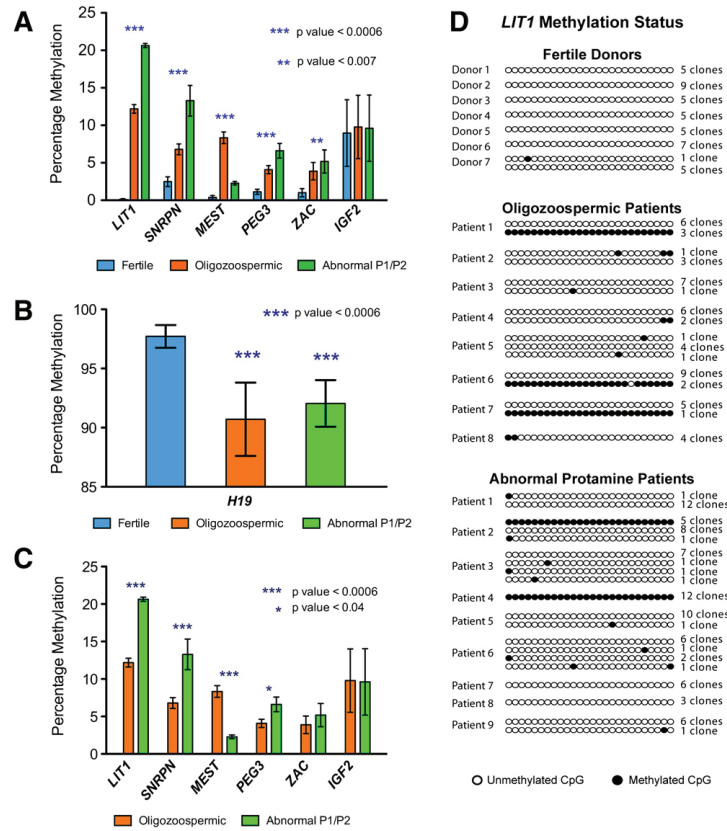 A
Percentage Methylation
25
20
15
10
5
0
*** p value < 0.0006
** p value < 0.007
***
***
***
***
**
LIT1
SNRPN
MEST
PEG3
ZAC
IGF2
Fertile
Oligozoospermic
Abnormal P1/P2
B
Percentage Methylation
100
95
90
85
*** p value < 0.0006
***
***
H19
Fertile
Oligozoospermic
Abnormal P1/P2
C
Percentage Methylation
25
20
15
10
5
0
*** p value < 0.0006
* p value < 0.04
***
***
***
*
LIT1
SNRPN
MEST
PEG3
ZAC
IGF2
Oligozoospermic
Abnormal P1/P2
D
LIT1 Methylation Status
Fertile Donors
Donor 1 5 clones
Donor 2 9 clones
Donor 3 5 clones
Donor 4 5 clones
Donor 5 5 clones
Donor 6 7 clones
Donor 7 1 clone
5 clones
Oligozoospermic Patients
Patient 1 6 clones
3 clones
Patient 2 1 clone
3 clones
Patient 3 7 clones
1 clone
Patient 4 6 clones
2 clones
Patient 5 1 clone
4 clones
1 clone
Patient 6 9 clones
2 clones
Patient 7 5 clones
1 clone
Patient 8 4 clones
Abnormal Protamine Patients
Patient 1 1 clone
12 clones
Patient 2 5 clones
8 clones
1 clone
Patient 3 7 clones
1 clone
1 clone
1 clone
Patient 4 12 clones
Patient 5 10 clones
1 clone
Patient 6 6 clones
1 clone
2 clones
1 clone
Patient 7 6 clones
Patient 8 3 clones
Patient 9 6 clones
1 clone
Unmethylated CpG
Methylated CpG